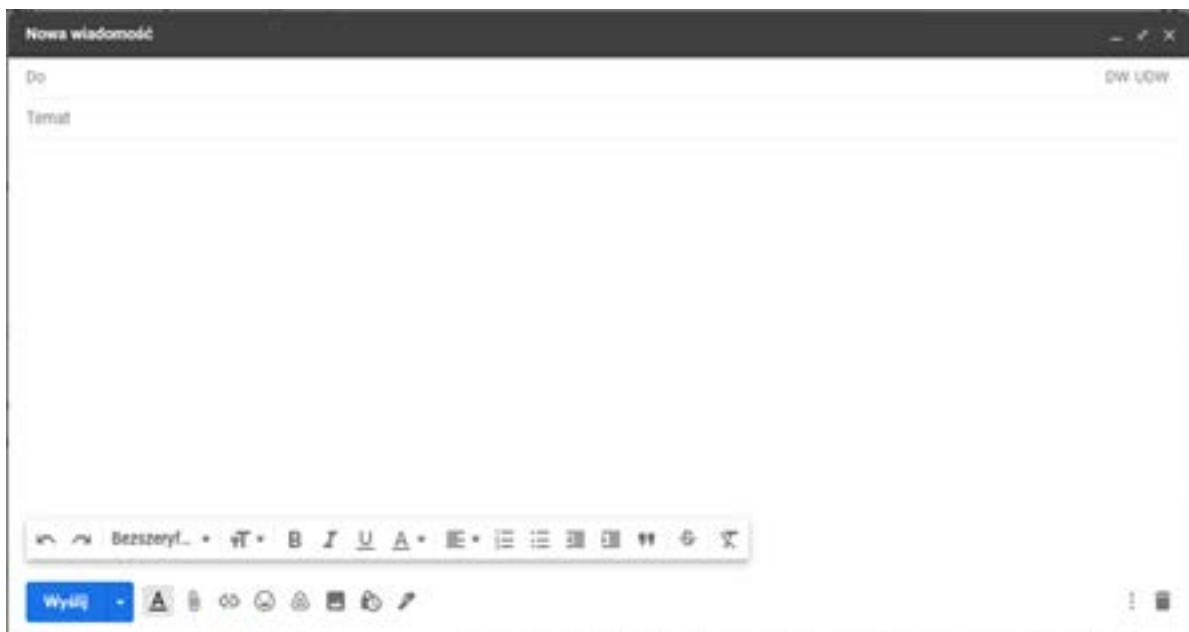 Nowa wiadomość
Do DW UDW
Temat
Bezszeryf...
B I U A
Wyślij A